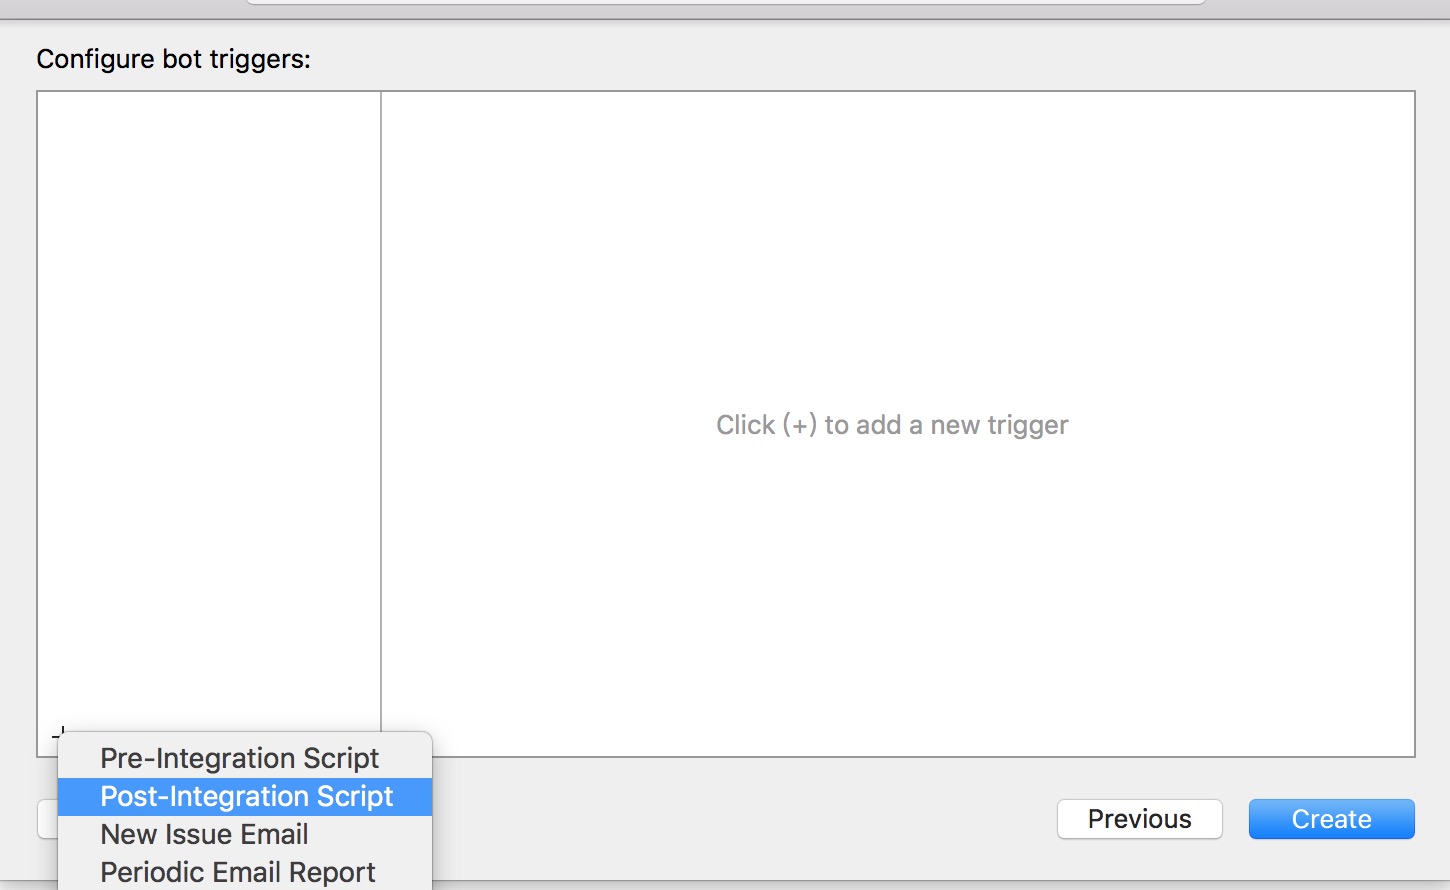 Configure bot triggers:
Click (+) to add a new trigger
Pre-Integration Script
Post-Integration Script
New Issue Email
Periodic Email Report
Previous
Create